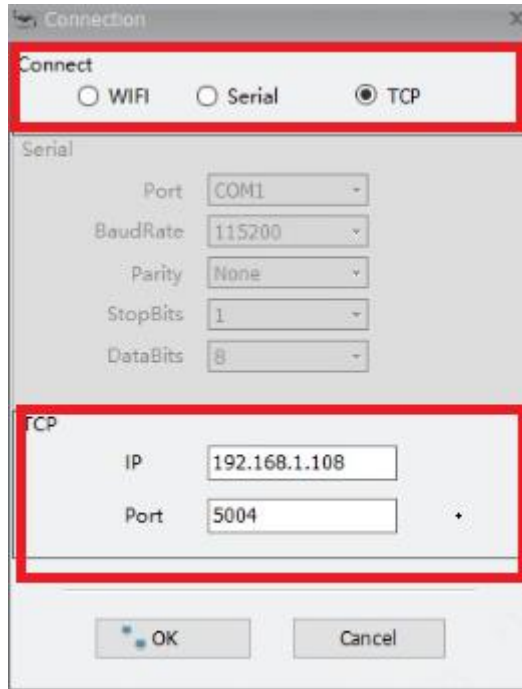 Connection
Connect
WIFI Serial TCP
Serial
Port COM1
BaudRate 115200
Parity None
StopBits 1
DataBits 8
TCP
IP 192.168.1.108
Port 5004
OK Cancel